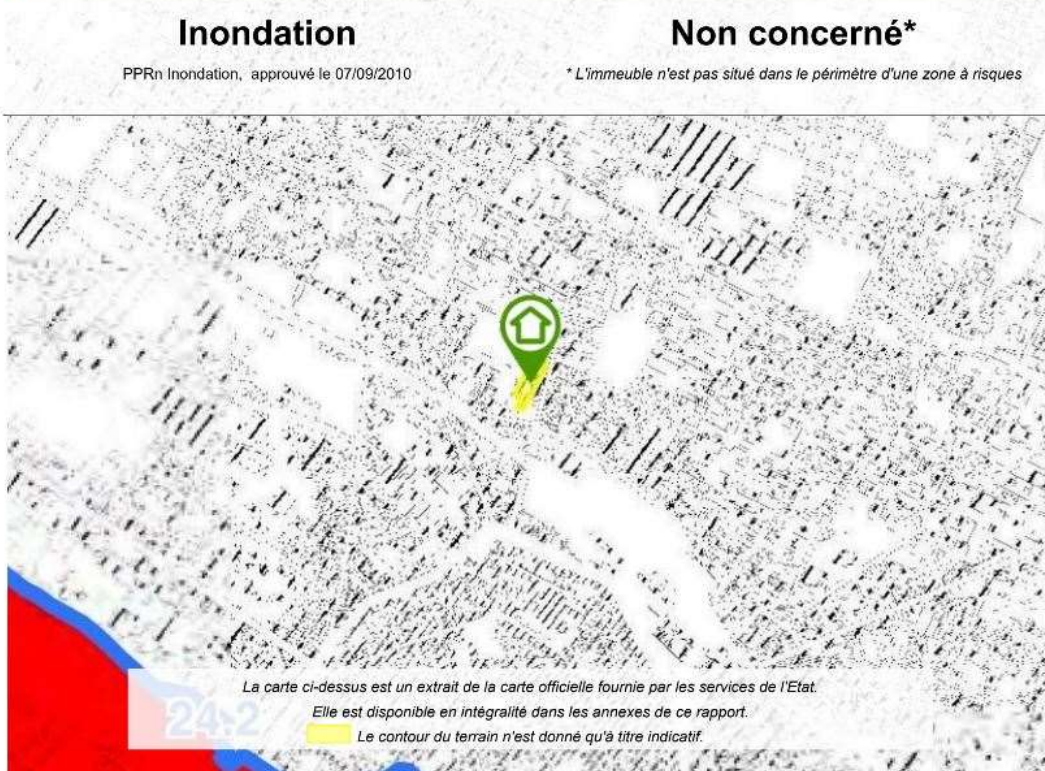 Inondation
PPRn Inondation, approuvé le 07/09/2010
Non concerné*
* L'immeuble n'est pas situé dans le périmètre d'une zone à risques
La carte ci-dessus est un extrait de la carte officielle fournie par les services de l'Etat.
Elle est disponible en intégralité dans les annexes de ce rapport.
Le contour du terrain n'est donné qu'à titre indicatif.
24.2